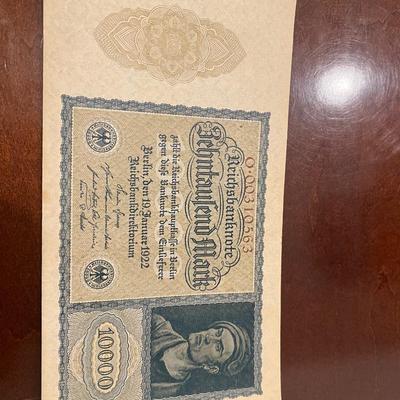 O·00310563
Reichsbanknote
Zehntausend Mark
zahlt die Reichsbankhauptkasse in Berlin
gegen diese Banknote dem Einlieferer
Berlin, den 19. Januar 1922
Reichsbankdirektorium
10000